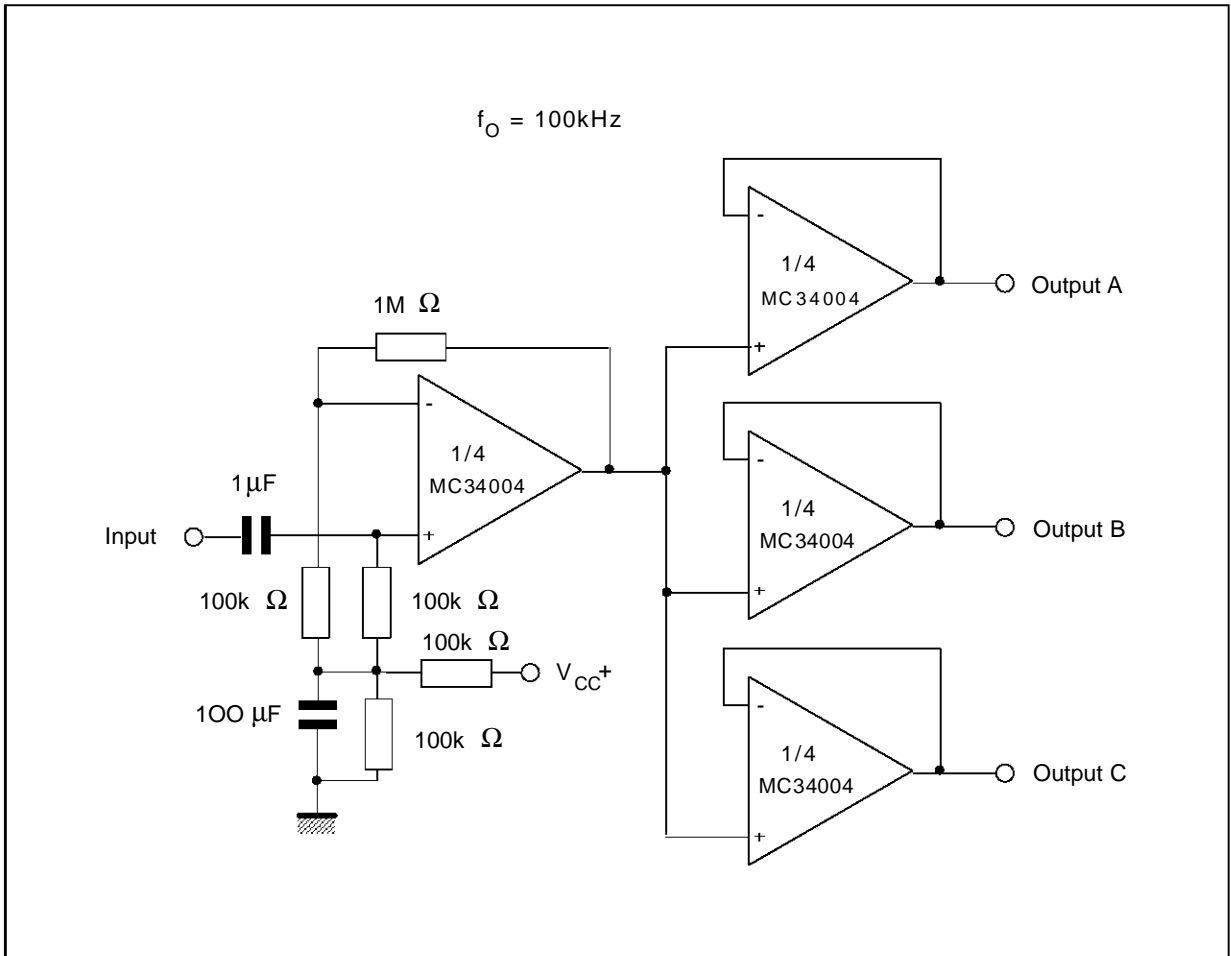 f_O = 100kHz
-
1/4
MC34004
+
Output A
1M Ω
-
1/4
MC34004
+
1µF
Input
100k Ω
100k Ω
100k Ω
V_CC+
1OO µF
100k Ω
-
1/4
MC34004
+
Output B
-
1/4
MC34004
+
Output C